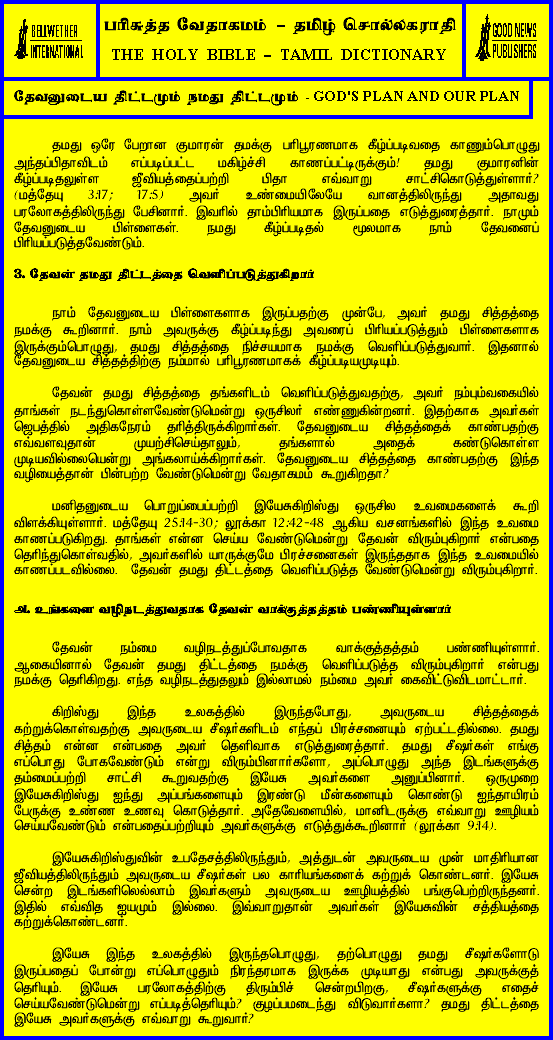 BELLWETHER
INTERNATIONAL
பரிசுத்த வேதாகமம் – தமிழ் சொல்லகராதி
THE HOLY BIBLE – TAMIL DICTIONARY
GOOD NEWS
PUBLISHERS
தேவனுடைய திட்டமும் நமது திட்டமும் - GOD'S PLAN AND OUR PLAN
தமது ஒரே பேறான குமாரன் தமக்கு பரிபூரணமாக கீழ்ப்படிவதை காணும்பொழுது
அந்தப்பிதாவிடம் எப்படிப்பட்ட மகிழ்ச்சி காணப்பட்டிருக்கும்! தமது குமாரனின்
கீழ்ப்படிதலுள்ள ஜீவியத்தைப்பற்றி பிதா எவ்வாறு சாட்சிகொடுத்துள்ளார்?
(மத்தேயு 3:17; 17:5) அவர் உண்மையிலேயே வானத்திலிருந்து அதாவது
பரலோகத்திலிருந்து பேசினார். இவரில் தாம்பிரியமாக இருப்பதை எடுத்துரைத்தார். நாமும்
தேவனுடைய பிள்ளைகள். நமது கீழ்ப்படிதல் மூலமாக நாம் தேவனைப்
பிரியப்படுத்தவேண்டும்.
3. தேவன் தமது திட்டத்தை வெளிப்படுத்துகிறார்
நாம் தேவனுடைய பிள்ளைகளாக இருப்பதற்கு முன்பே, அவர் தமது சித்தத்தை
நமக்கு கூறினார். நாம் அவருக்கு கீழ்ப்படிந்து அவரைப் பிரியப்படுத்தும் பிள்ளைகளாக
இருக்கும்பொழுது, தமது சித்தத்தை நிச்சயமாக நமக்கு வெளிப்படுத்துவார். இதனால்
தேவனுடைய சித்தத்திற்கு நம்மால் பரிபூரணமாகக் கீழ்ப்படியமுடியும்.
தேவன் தமது சித்தத்தை தங்களிடம் வெளிப்படுத்துவதற்கு, அவர் நம்பும்வகையில்
தாங்கள் நடந்துகொள்ளவேண்டுமென்று ஒருசிலர் எண்ணுகின்றனர். இதற்காக அவர்கள்
ஜெபத்தில் அதிகநேரம் தரித்திருக்கிறார்கள். தேவனுடைய சித்தத்தைக் காண்பதற்கு
எவ்வளவுதான் முயற்சிசெய்தாலும், தங்களால் அதைக் கண்டுகொள்ள
முடியவில்லையென்று அங்கலாய்க்கிறார்கள். தேவனுடைய சித்தத்தை காண்பதற்கு இந்த
வழியைத்தான் பின்பற்ற வேண்டுமென்று வேதாகமம் கூறுகிறதா?
மனிதனுடைய பொறுப்பைப்பற்றி இயேசுகிறிஸ்து ஒருசில உவமைகளைக் கூறி
விளக்கியுள்ளார். மத்தேயு 25:14-30; லூக்கா 12:42-48 ஆகிய வசனங்களில் இந்த உவமை
காணப்படுகிறது. தாங்கள் என்ன செய்ய வேண்டுமென்று தேவன் விரும்புகிறார் என்பதை
தெரிந்துகொள்வதில், அவர்களில் யாருக்குமே பிரச்சனைகள் இருந்ததாக இந்த உவமையில்
காணப்படவில்லை. தேவன் தமது திட்டத்தை வெளிப்படுத்த வேண்டுமென்று விரும்புகிறார்.
அ. உங்களை வழிநடத்துவதாக தேவன் வாக்குத்தத்தம் பண்ணியுள்ளார்
தேவன் நம்மை வழிநடத்துப்போவதாக வாக்குத்தத்தம் பண்ணியுள்ளார்.
ஆகையினால் தேவன் தமது திட்டத்தை நமக்கு வெளிப்படுத்த விரும்புகிறார் என்பது
நமக்கு தெரிகிறது. எந்த வழிநடத்துதலும் இல்லாமல் நம்மை அவர் கைவிட்டுவிடமாட்டார்.
கிறிஸ்து இந்த உலகத்தில் இருந்தபோது, அவருடைய சித்தத்தைக்
கற்றுக்கொள்வதற்கு அவருடைய சீஷர்களிடம் எந்தப் பிரச்சனையும் ஏற்பட்டதில்லை. தமது
சித்தம் என்ன என்பதை அவர் தெளிவாக எடுத்துரைத்தார். தமது சீஷர்கள் எங்கு
எப்பொது போகவேண்டும் என்று விரும்பினார்களோ, அப்பொழுது அந்த இடங்களுக்கு
தம்மைப்பற்றி சாட்சி கூறுவதற்கு இயேசு அவர்களை அனுப்பினார். ஒருமுறை
இயேசுகிறிஸ்து ஐந்து அப்பங்களையும் இரண்டு மீன்களையும் கொண்டு ஐந்தாயிரம்
பேருக்கு உண்ண உணவு கொடுத்தார். அதேவேளையில், மானிடருக்கு எவ்வாறு ஊழியம்
செய்யவேண்டும் என்பதைப்பற்றியும் அவர்களுக்கு எடுத்துக்கூறினார் (லூக்கா 9:14).
இயேசுகிறிஸ்துவின் உபதேசத்திலிருந்தும், அத்துடன் அவருடைய முன் மாதிரியான
ஜீவியத்திலிருந்தும் அவருடைய சீஷர்கள் பல காரியங்களைக் கற்றுக் கொண்டனர். இயேசு
சென்ற இடங்களிலெல்லாம் இவர்களும் அவருடைய ஊழியத்தில் பங்குபெற்றிருந்தனர்.
இதில் எவ்வித ஐயமும் இல்லை. இவ்வாறுதான் அவர்கள் இயேசுவின் சத்தியத்தை
கற்றுக்கொண்டனர்.
இயேசு இந்த உலகத்தில் இருந்தபொழுது, தற்பொழுது தமது சீஷர்களோடு
இருப்பதைப் போன்று எப்பொழுதும் நிரந்தரமாக இருக்க முடியாது என்பது அவருக்குத்
தெரியும். இயேசு பரலோகத்திற்கு திரும்பிச் சென்றபிறகு, சீஷர்களுக்கு எதைச்
செய்யவேண்டுமென்று எப்படித்தெரியும்? குழப்பமடைந்து விடுவார்களா? தமது திட்டத்தை
இயேசு அவர்களுக்கு எவ்வாறு கூறுவார்?